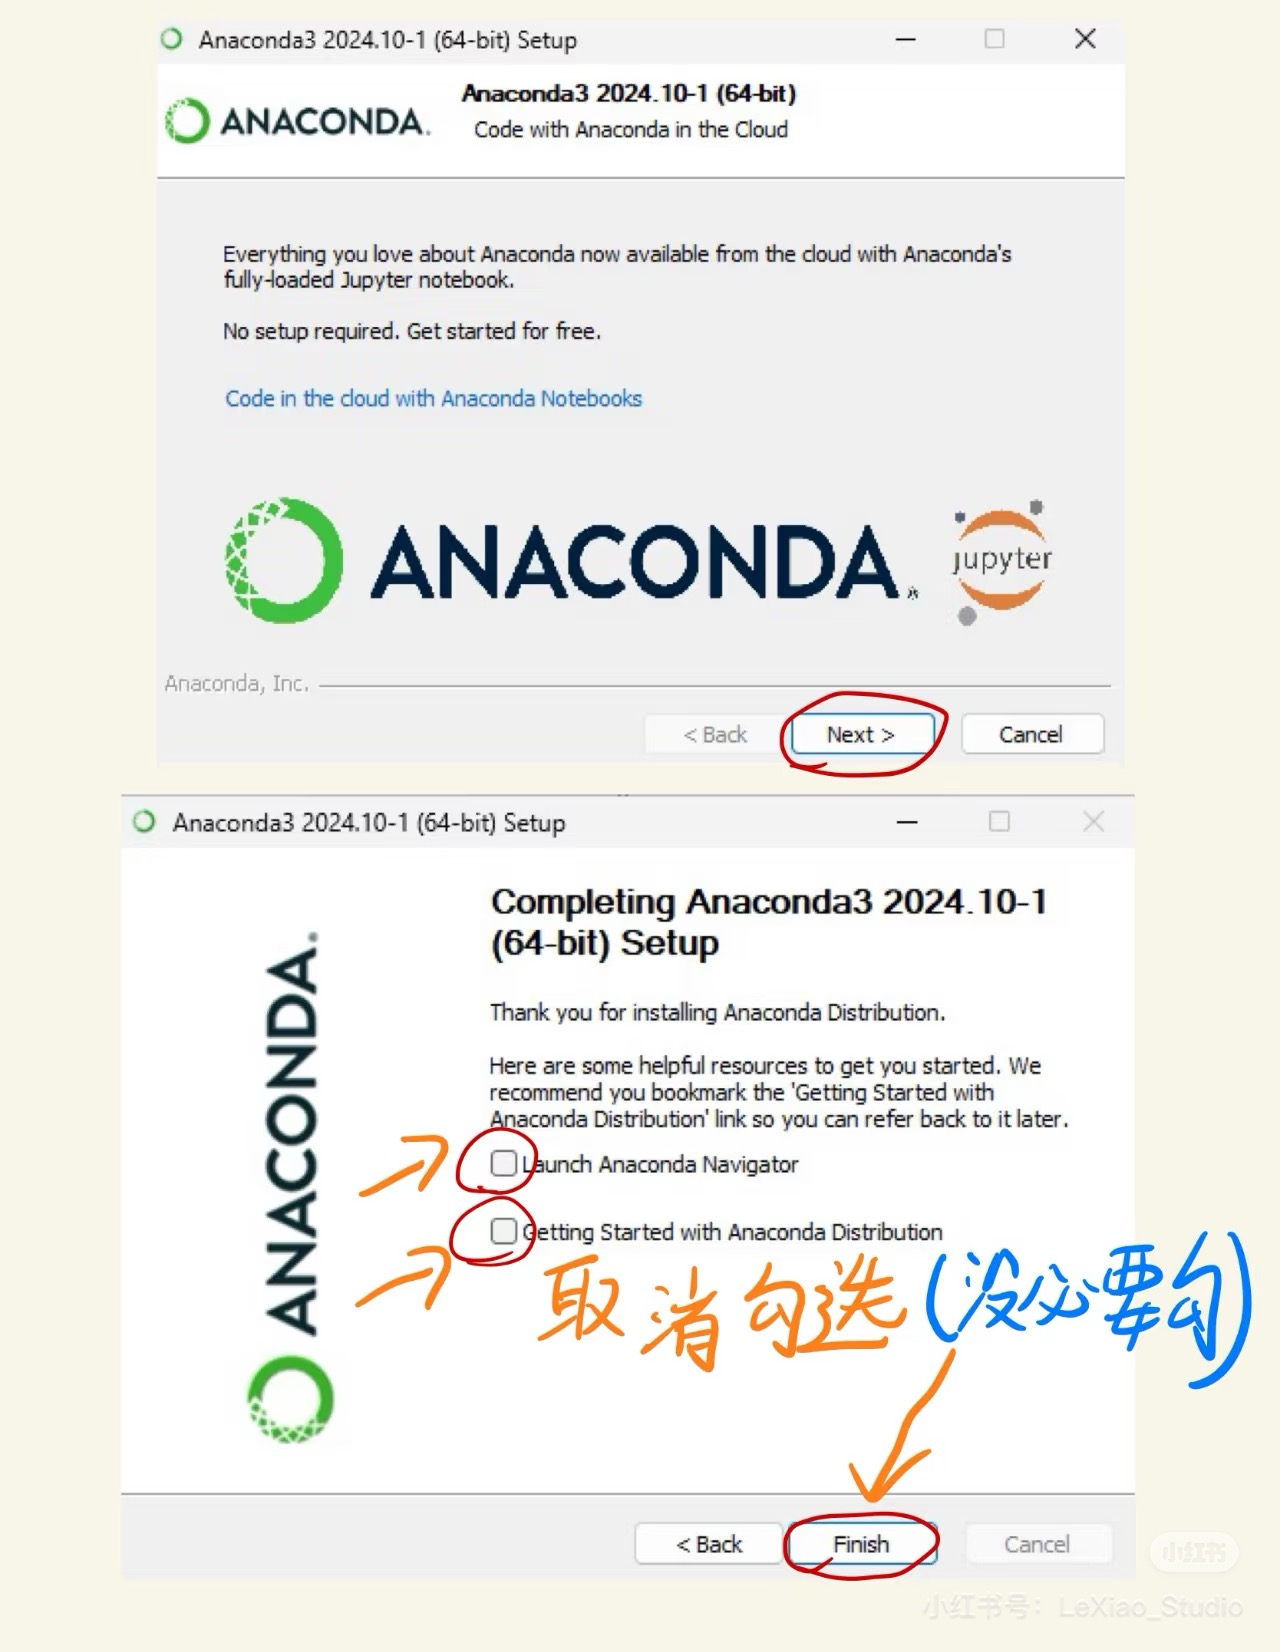 Anaconda3 2024.10-1 (64-bit) Setup
ANACONDA.
Anaconda3 2024.10-1 (64-bit)
Code with Anaconda in the Cloud
Everything you love about Anaconda now available from the cloud with Anaconda's
fully-loaded Jupyter notebook.
No setup required. Get started for free.
Code in the cloud with Anaconda Notebooks
ANACONDA.®
jupyter
Anaconda, Inc.
< Back
Next >
Cancel
Anaconda3 2024.10-1 (64-bit) Setup
ANACONDA.
Completing Anaconda3 2024.10-1
(64-bit) Setup
Thank you for installing Anaconda Distribution.
Here are some helpful resources to get you started. We
recommend you bookmark the 'Getting Started with
Anaconda Distribution' link so you can refer back to it later.
Launch Anaconda Navigator
Getting Started with Anaconda Distribution
取消勾选(没必要勾)
< Back
Finish
Cancel
小红书
小红书号：LeXiao_Studio